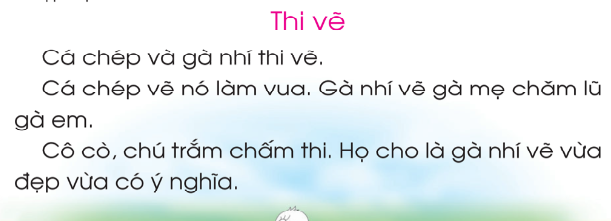 Thi vẽ
Cá chép và gà nhí thi vẽ.
Cá chép vẽ nó làm vua. Gà nhí vẽ gà mẹ chăm lũ
gà em.
Cô cò, chú trắm chấm thi. Họ cho là gà nhí vẽ vừa
đẹp vừa có ý nghĩa.